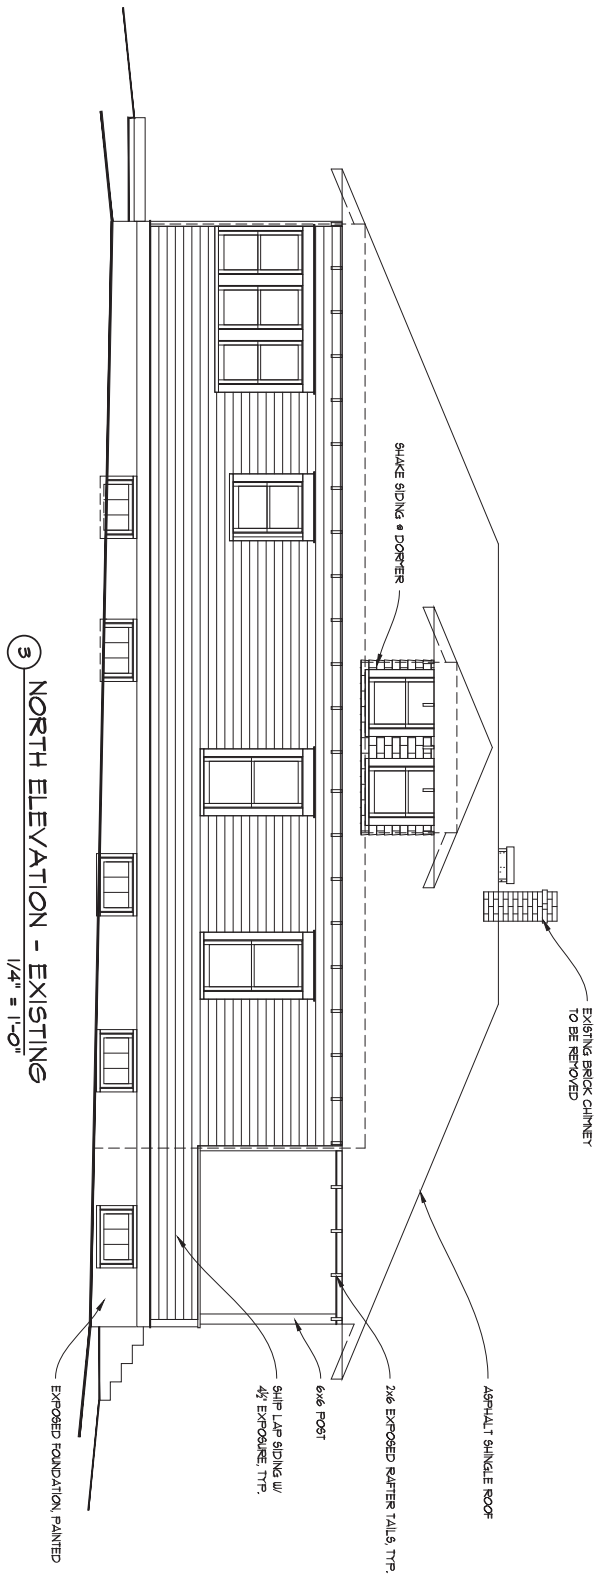 EXISTING BRICK CHIMNEY
TO BE REMOVED
ASPHALT SHINGLE ROOF
SHAKE SIDING @ DORMER
2x6 EXPOSED RAFTER TAILS, TYP.
6x6 POST
SHIP LAP SIDING W/
4½" EXPOSURE, TYP.
EXPOSED FOUNDATION, PAINTED
3
NORTH ELEVATION - EXISTING
1/4" = 1'-0"